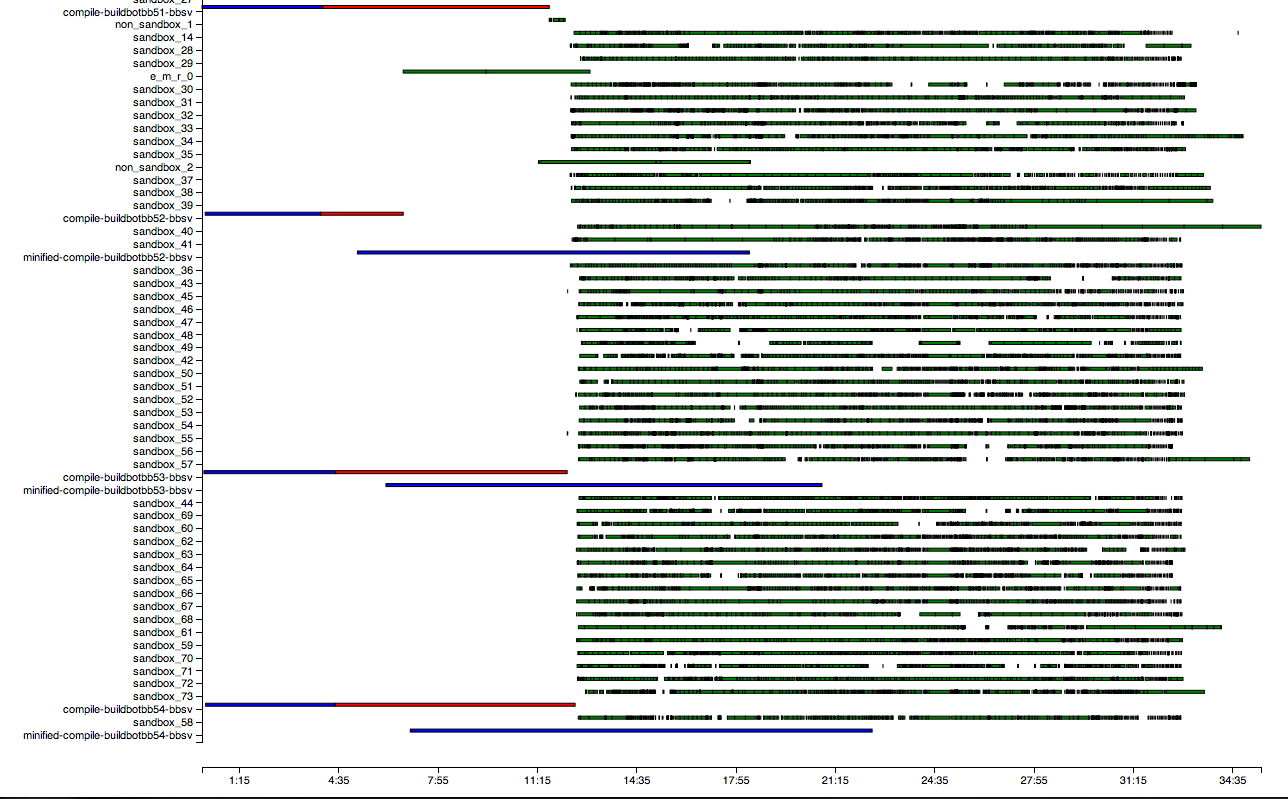 compile-buildbotbb51-bbsv
non_sandbox_1
sandbox_14
sandbox_28
sandbox_29
e_m_r_0
sandbox_30
sandbox_31
sandbox_32
sandbox_33
sandbox_34
sandbox_35
non_sandbox_2
sandbox_37
sandbox_38
sandbox_39
compile-buildbotbb52-bbsv
sandbox_40
sandbox_41
minified-compile-buildbotbb52-bbsv
sandbox_36
sandbox_43
sandbox_45
sandbox_46
sandbox_47
sandbox_48
sandbox_49
sandbox_42
sandbox_50
sandbox_51
sandbox_52
sandbox_53
sandbox_54
sandbox_55
sandbox_56
sandbox_57
compile-buildbotbb53-bbsv
minified-compile-buildbotbb53-bbsv
sandbox_44
sandbox_69
sandbox_60
sandbox_62
sandbox_63
sandbox_64
sandbox_65
sandbox_66
sandbox_67
sandbox_68
sandbox_61
sandbox_59
sandbox_70
sandbox_71
sandbox_72
sandbox_73
compile-buildbotbb54-bbsv
sandbox_58
minified-compile-buildbotbb54-bbsv
1:15 4:35 7:55 11:15 14:35 17:55 21:15 24:35 27:55 31:15 34:35